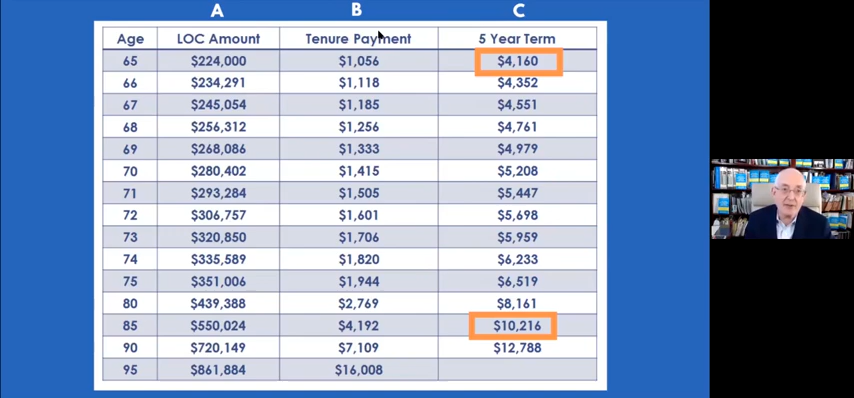 A B C
Age LOC Amount Tenure Payment 5 Year Term
65 $224,000 $1,056 $4,160
66 $234,291 $1,118 $4,352
67 $245,054 $1,185 $4,551
68 $256,312 $1,256 $4,761
69 $268,086 $1,333 $4,979
70 $280,402 $1,415 $5,208
71 $293,284 $1,505 $5,447
72 $306,757 $1,601 $5,698
73 $320,850 $1,706 $5,959
74 $335,589 $1,820 $6,233
75 $351,006 $1,944 $6,519
80 $439,388 $2,769 $8,161
85 $550,024 $4,192 $10,216
90 $720,149 $7,109 $12,788
95 $861,884 $16,008